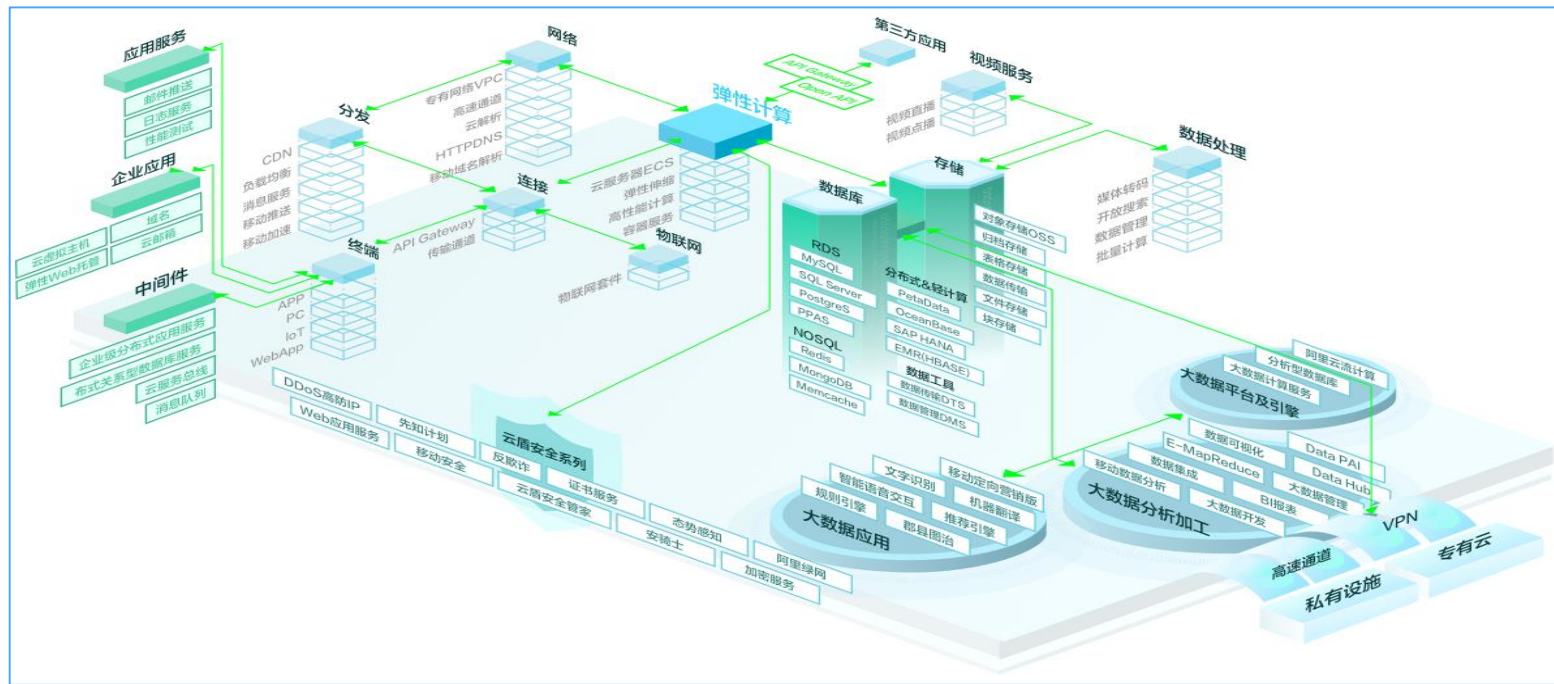 应用服务
邮件推送
日志服务
性能测试
企业应用
域名
云虚拟主机
云邮箱
弹性Web托管
中间件
企业级分布式应用服务
布式关系型数据库服务
云服务总线
消息队列
分发
CDN
负载均衡
消息服务
移动推送
移动加速
终端
APP
PC
IoT
WebApp
网络
专有网络VPC
高速通道
云解析
HTTPDNS
移动域名解析
连接
API Gateway
传输通道
物联网
物联网套件
弹性计算
云服务器ECS
弹性伸缩
高性能计算
容器服务
第三方应用
API Gateway
Open API
视频服务
视频直播
视频点播
数据处理
媒体转码
开放搜索
数据管理
批量计算
存储
对象存储OSS
归档存储
表格存储
数据传输
文件存储
块存储
数据库
RDS
MySQL
SQL Server
PostgreS
PPAS
NOSQL
Redis
MongoDB
Memcache
分布式&轻计算
PetaData
OceanBase
SAP HANA
EMR(HBASE)
数据工具
数据传输DTS
数据管理DMS
云盾安全系列
DDoS高防IP
先知计划
反欺诈
证书服务
态势感知
阿里绿网
Web应用服务
移动安全
云盾安全管家
安骑士
加密服务
大数据平台及引擎
阿里云流计算
分析型数据库
大数据计算服务
大数据分析加工
数据可视化
Data PAI
E-MapReduce
Data Hub
数据集成
大数据管理
移动数据分析
BI报表
大数据开发
大数据应用
移动定向营销版
文字识别
机器翻译
智能语音交互
推荐引擎
规则引擎
郡县图治
VPN
高速通道
专有云
私有设施